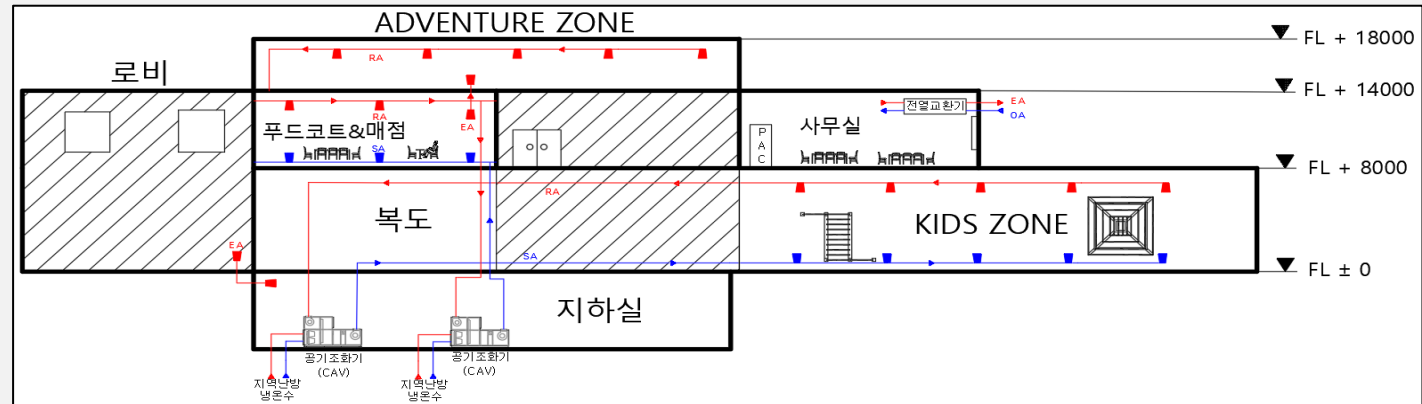 ADVENTURE ZONE
FL + 18000
RA
로비
FL + 14000
RA
EA
전열교환기
EA
OA
푸드코트&매점
사무실
PAC
SA
FL + 8000
RA
복도
KIDS ZONE
EA
SA
FL ± 0
지하실
공기조화기
(CAV)
공기조화기
(CAV)
지역난방
냉온수
지역난방
냉온수